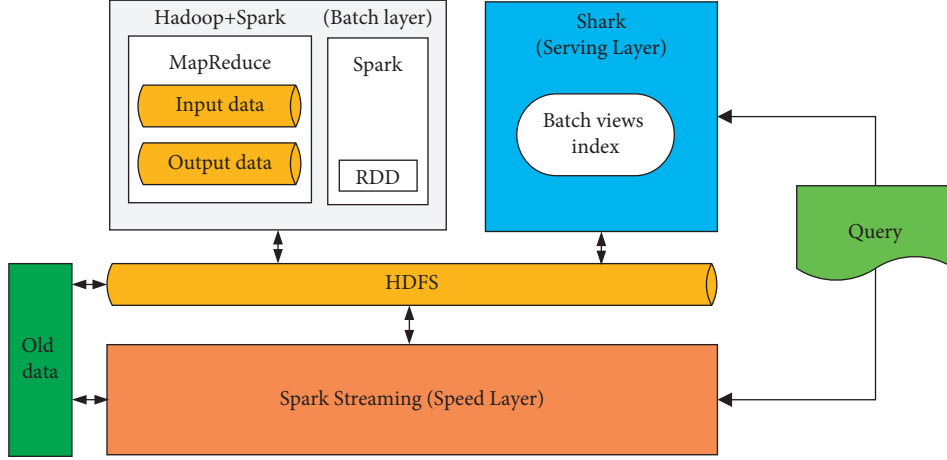 Hadoop+Spark (Batch layer)
MapReduce
Input data
Output data
Spark
RDD
Shark
(Serving Layer)
Batch views
index
Query
HDFS
Old
data
Spark Streaming (Speed Layer)